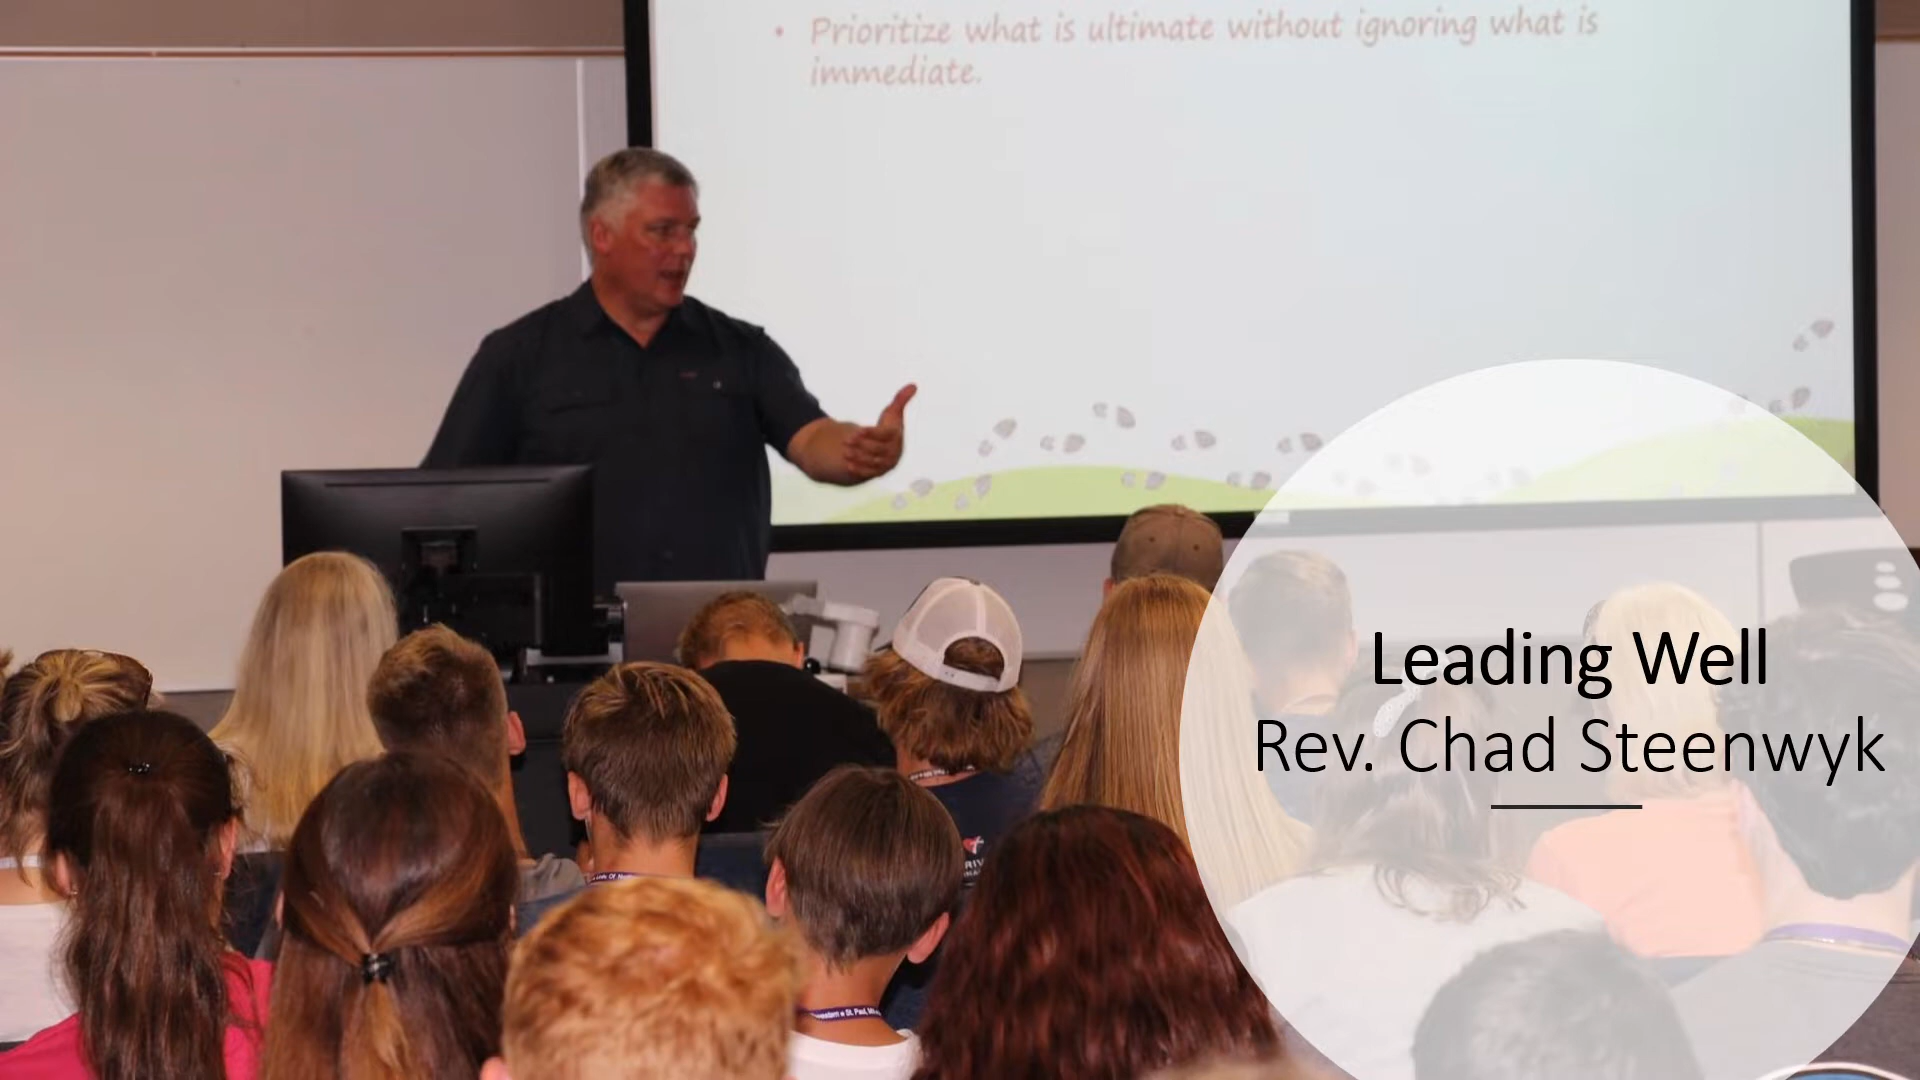 • Prioritize what is ultimate without ignoring what is
immediate.
Leading Well
Rev. Chad Steenwyk